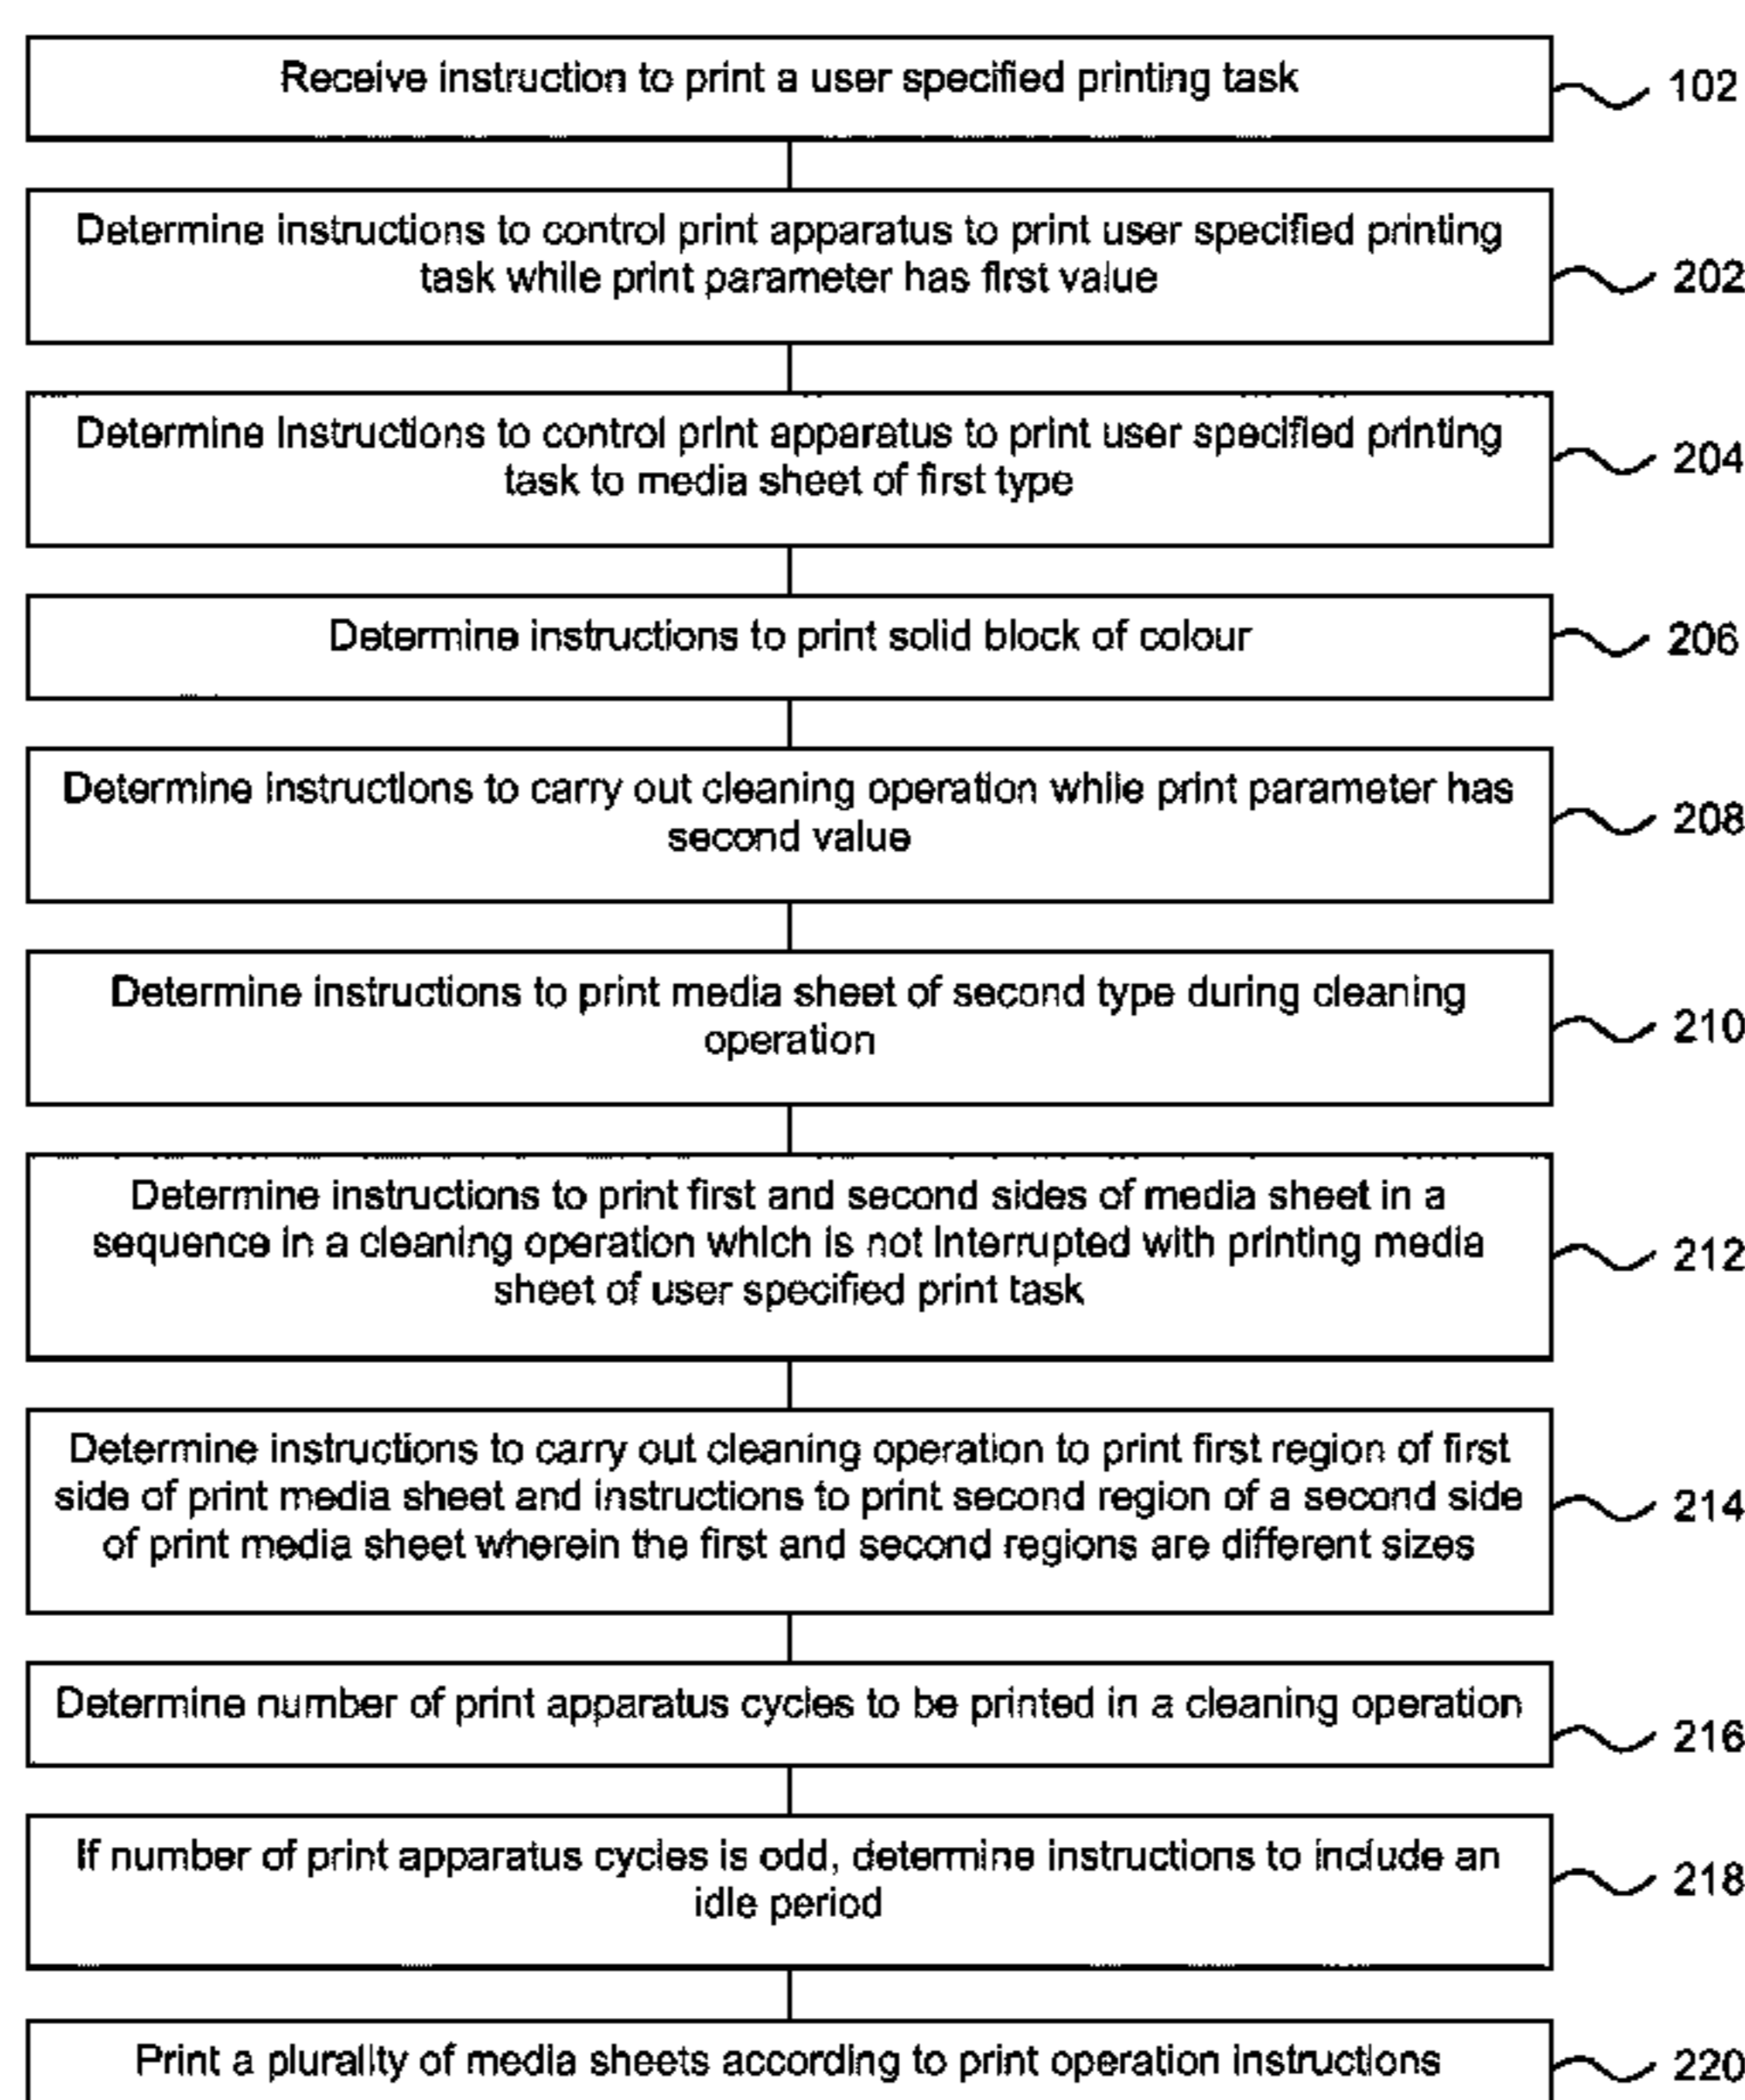 Receive instruction to print a user specified printing task
102
Determine instructions to control print apparatus to print user specified printing
task while print parameter has first value
202
Determine instructions to control print apparatus to print user specified printing
task to media sheet of first type
204
Determine instructions to print solid block of colour
206
Determine instructions to carry out cleaning operation while print parameter has
second value
208
Determine instructions to print media sheet of second type during cleaning
operation
210
Determine instructions to print first and second sides of media sheet in a
sequence in a cleaning operation which is not interrupted with printing media
sheet of user specified print task
212
Determine instructions to carry out cleaning operation to print first region of first
side of print media sheet and instructions to print second region of a second side
of print media sheet wherein the first and second regions are different sizes
214
Determine number of print apparatus cycles to be printed in a cleaning operation
216
If number of print apparatus cycles is odd, determine instructions to include an
idle period
218
Print a plurality of media sheets according to print operation instructions
220